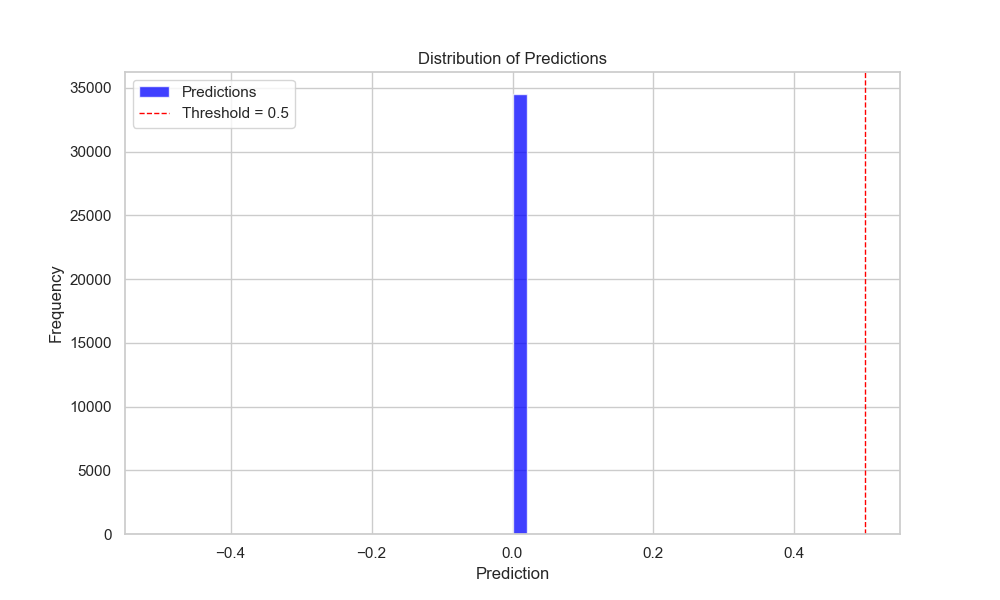 Distribution of Predictions
Predictions
Threshold = 0.5
Frequency
35000
30000
25000
20000
15000
10000
5000
0
−0.4
−0.2
0.0
0.2
0.4
Prediction